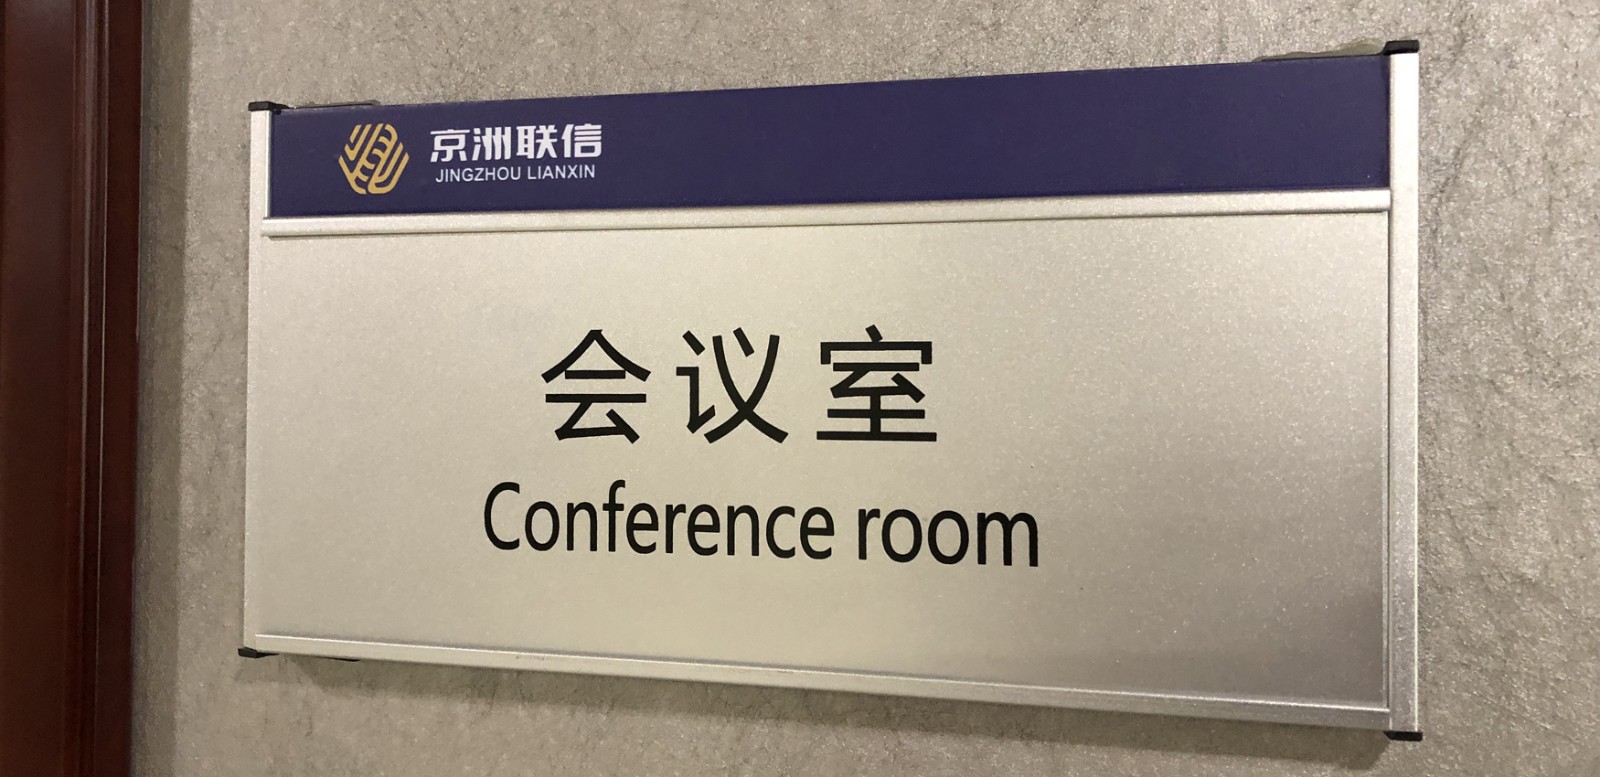 京洲联信
JINGZHOU LIANXIN
会议室
Conference room